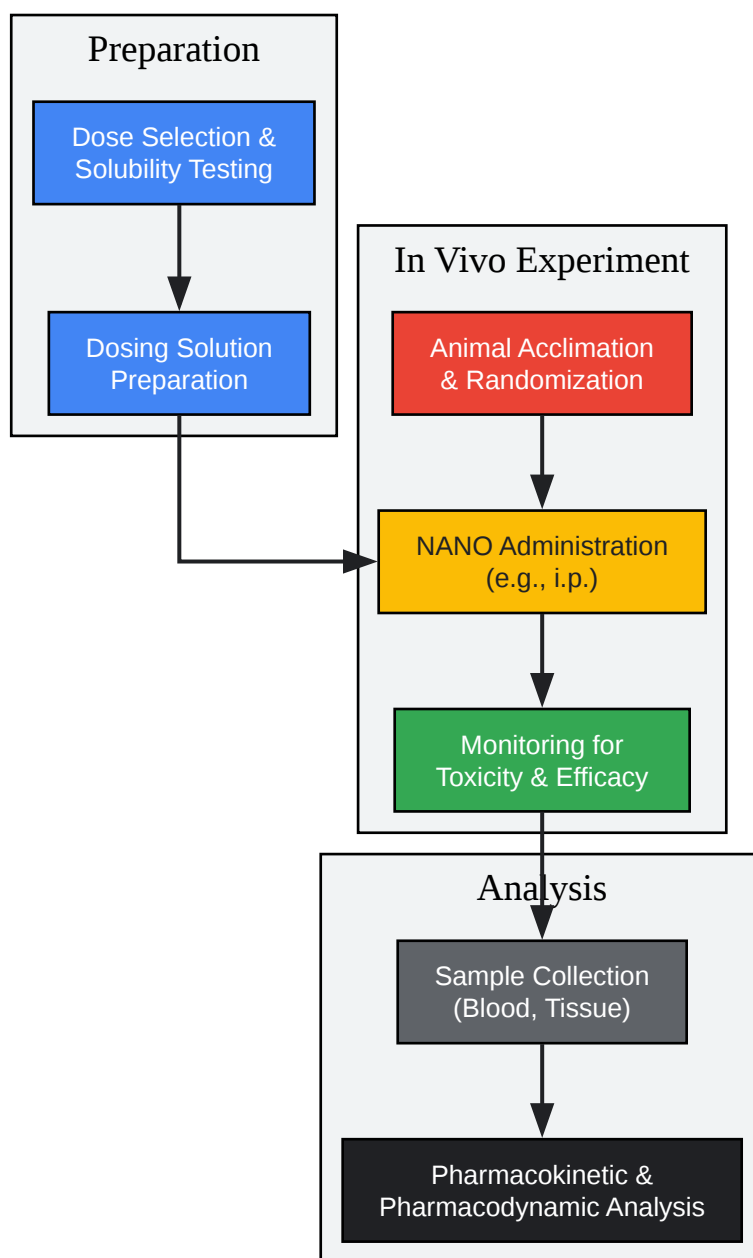 Preparation
Dose Selection &
Solubility Testing
Dosing Solution
Preparation
In Vivo Experiment
Animal Acclimation
& Randomization
NANO Administration
(e.g., i.p.)
Monitoring for
Toxicity & Efficacy
Analysis
Sample Collection
(Blood, Tissue)
Pharmacokinetic &
Pharmacodynamic Analysis